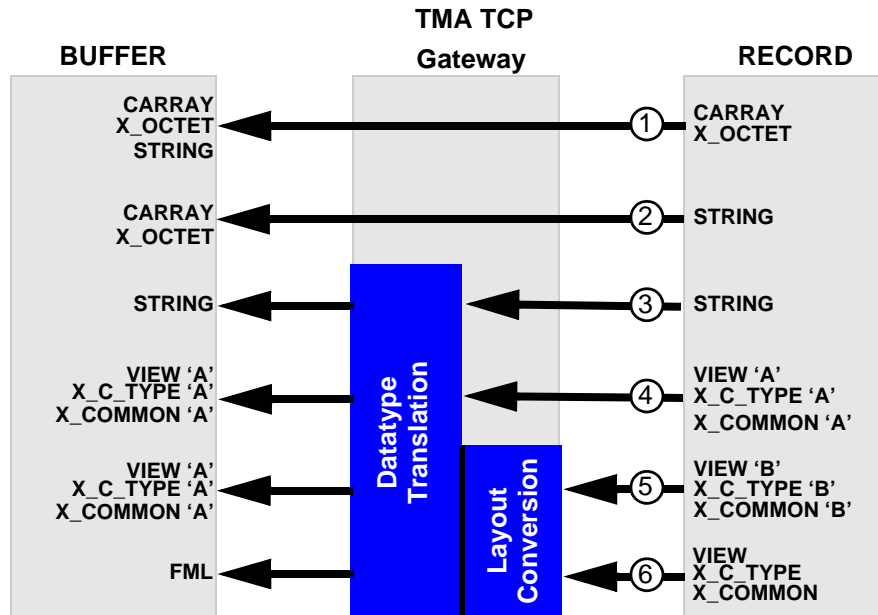 TMA TCP
Gateway
BUFFER
RECORD
CARRAY
X_OCTET
STRING
1
CARRAY
X_OCTET
CARRAY
X_OCTET
2
STRING
STRING
3
STRING
VIEW ‘A’
X_C_TYPE ‘A’
X_COMMON ‘A’
4
VIEW ‘A’
X_C_TYPE ‘A’
X_COMMON ‘A’
VIEW ‘A’
X_C_TYPE ‘A’
X_COMMON ‘A’
5
VIEW ‘B’
X_C_TYPE ‘B’
X_COMMON ‘B’
FML
6
VIEW
X_C_TYPE
X_COMMON
Datatype
Translation
Layout
Conversion